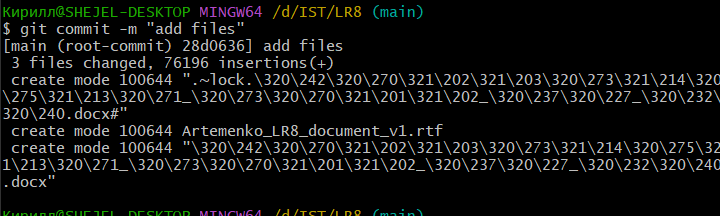 Кирилл@SHEJEL-DESKTOP MINGW64 /d/IST/LR8 (main)
$ git commit -m "add files"
[main (root-commit) 28d0636] add files
 3 files changed, 76196 insertions(+)
 create mode 100644 ".~lock.\320\242\320\270\321\202\321\203\320\273\321\214\320
\275\321\213\320\271_\320\273\320\270\321\201\321\202_\320\237\320\227_\320\232\
320\240.docx#"
 create mode 100644 Artemenko_LR8_document_v1.rtf
 create mode 100644 "\320\242\320\270\321\202\321\203\320\273\321\214\320\275\32
1\213\320\271_\320\273\320\270\321\201\321\202_\320\237\320\227_\320\232\320\240
.docx"
Кирилл@SHEJEL-DESKTOP MINGW64 /d/IST/LR8 (main)